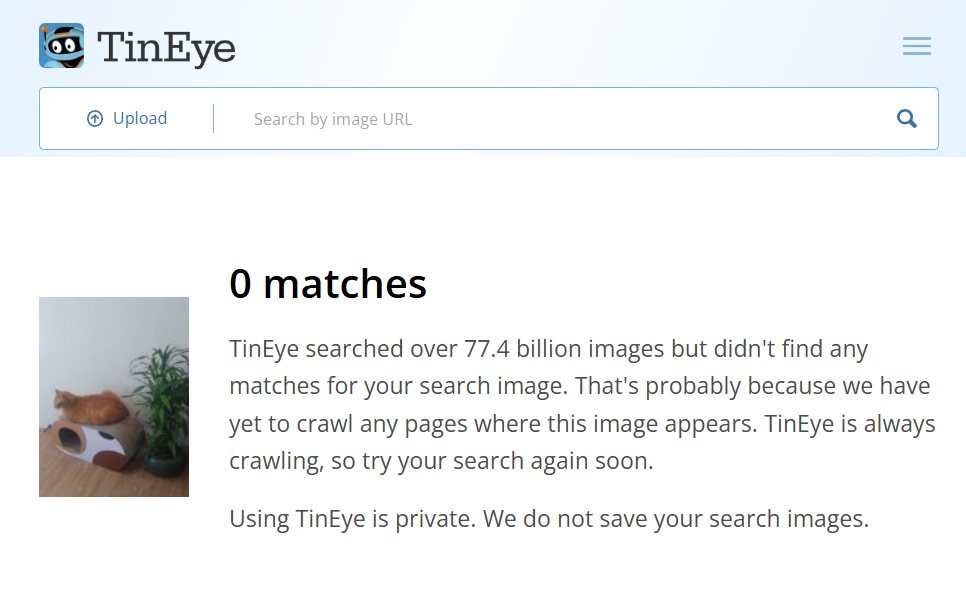 TinEye
Upload
Search by image URL
0 matches
TinEye searched over 77.4 billion images but didn't find any
matches for your search image. That's probably because we have
yet to crawl any pages where this image appears. TinEye is always
crawling, so try your search again soon.
Using TinEye is private. We do not save your search images.